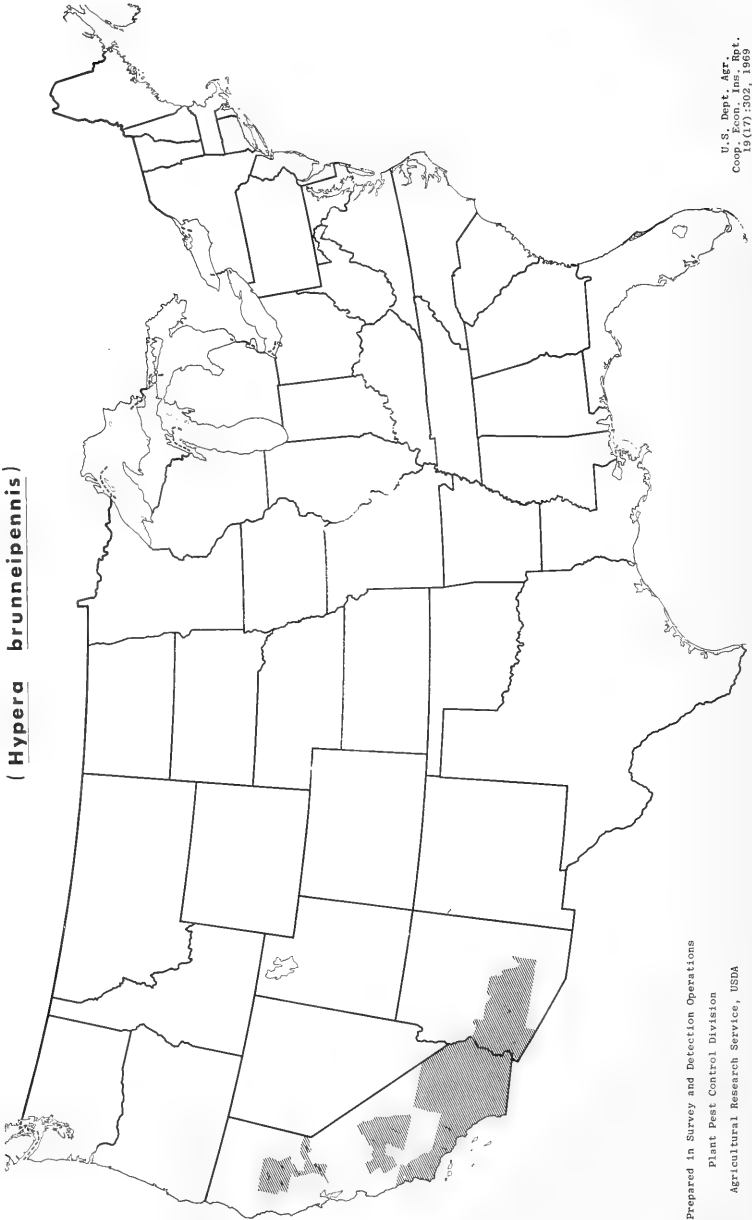 ( Hypera brunneipennis)
Prepared in Survey and Detection Operations
Plant Pest Control Division
Agricultural Research Service, USDA
U.S. Dept. Agr.
Coop. Econ. Ins. Rpt.
19(17):302, 1969